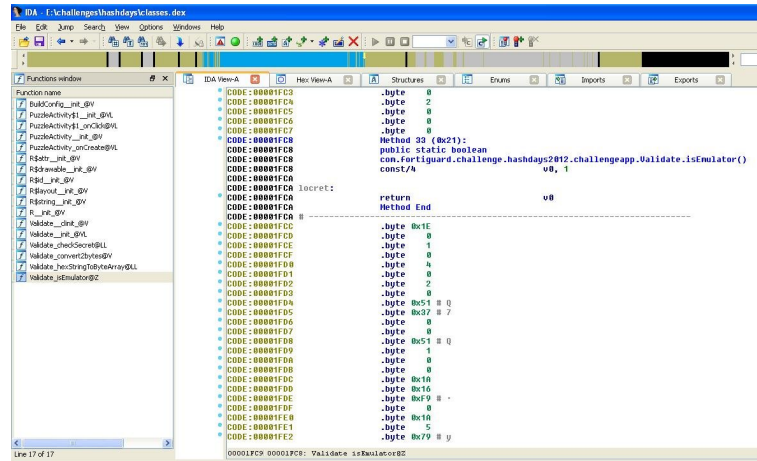 IDA - E:\challenges\hashdays\classes.dex
File Edit Jump Search View Options Windows Help
Functions window
IDA View-A
Hex View-A
Structures
Enums
Imports
Exports
Function name
BuildConfig__init_@V
PuzzleActivity$1__init_@VL
PuzzleActivity$1_onClick@VL
PuzzleActivity__init_@V
PuzzleActivity_onCreate@VL
R$attr__init_@V
R$drawable__init_@V
R$id__init_@V
R$layout__init_@V
R$string__init_@V
R__init_@V
Validate__clinit_@V
Validate__init_@VL
Validate_checkSecret@LL
Validate_convert2bytes@V
Validate_hexStringToByteArray@LL
Validate_isEmulator@Z
CODE:00001FC3 .byte 0
CODE:00001FC4 .byte 2
CODE:00001FC5 .byte 0
CODE:00001FC6 .byte 0
CODE:00001FC7 .byte 0
CODE:00001FC8 Method 33 (0x21):
CODE:00001FC8 public static boolean
CODE:00001FC8 com.fortiguard.challenge.hashdays2012.challengeapp.Validate.isEmulator()
CODE:00001FC8 const/4 v0, 1
CODE:00001FCA
CODE:00001FCA locret:
CODE:00001FCA return v0
CODE:00001FCA Method End
CODE:00001FCA # ---------------------------------------------------------------
CODE:00001FCC .byte 0x1E
CODE:00001FCD .byte 0
CODE:00001FCE .byte 1
CODE:00001FCF .byte 0
CODE:00001FD0 .byte 4
CODE:00001FD1 .byte 0
CODE:00001FD2 .byte 2
CODE:00001FD3 .byte 0
CODE:00001FD4 .byte 0x51 # Q
CODE:00001FD5 .byte 0x37 # 7
CODE:00001FD6 .byte 0
CODE:00001FD7 .byte 0
CODE:00001FD8 .byte 0x51 # Q
CODE:00001FD9 .byte 1
CODE:00001FDA .byte 0
CODE:00001FDB .byte 0
CODE:00001FDC .byte 0x1A
CODE:00001FDD .byte 0x16
CODE:00001FDE .byte 0xF9 # ·
CODE:00001FDF .byte 0
CODE:00001FE0 .byte 0x1A
CODE:00001FE1 .byte 5
CODE:00001FE2 .byte 0x79 # y
Line 17 of 17
00001FC9 00001FC8: Validate_isEmulator@Z